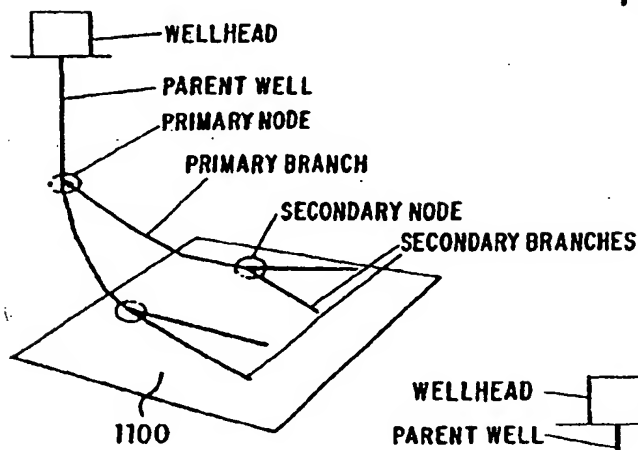 WELLHEAD
PARENT WELL
PRIMARY NODE
PRIMARY BRANCH
SECONDARY NODE
SECONDARY BRANCHES
1100
WELLHEAD
PARENT WELL